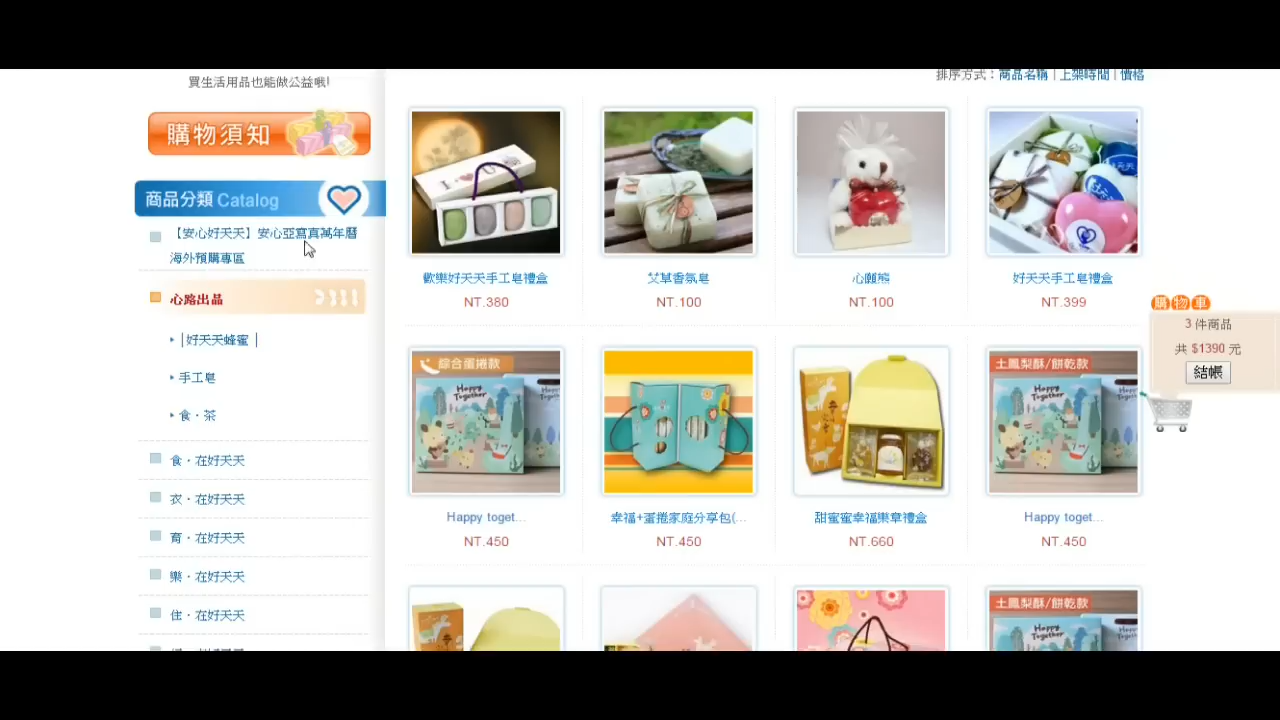 買生活用品也能做公益哦!
排序方式：商品名稱 | 上架時間 | 價格
購物須知
商品分類 Catalog
【安心好天天】安心亞寫真萬年曆
海外預購專區
心路出品
│好天天蜂蜜 │
手工皂
食．茶
食．在好天天
衣．在好天天
育．在好天天
樂．在好天天
住．在好天天
歡樂好天天手工皂禮盒
NT.380
艾草香氛皂
NT.100
心願熊
NT.100
好天天手工皂禮盒
NT.399
綜合蛋捲款
Happy Together
土鳳梨酥/餅乾款
Happy Together
Happy toget...
NT.450
幸福+蛋捲家庭分享包(...
NT.450
甜蜜蜜幸福樂章禮盒
NT.660
Happy toget...
NT.450
土鳳梨酥/餅乾款
Happy Together
購物車
3 件商品
共 $1390 元
結帳